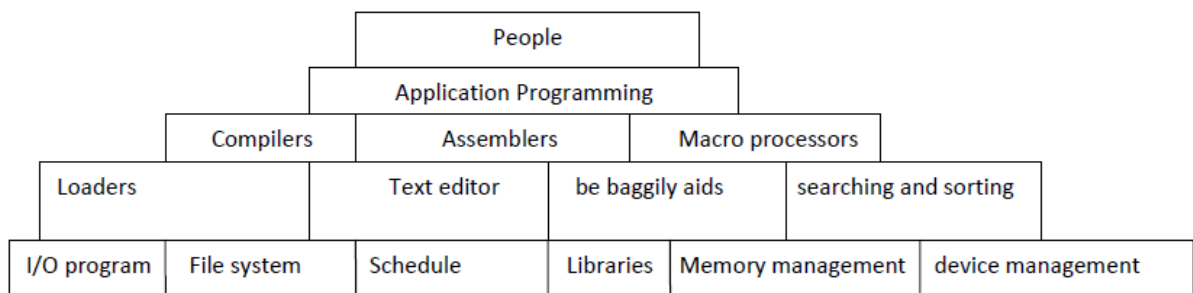 People
Application Programming
Compilers Assemblers Macro processors
Loaders Text editor be baggily aids searching and sorting
I/O program File system Schedule Libraries Memory management device management